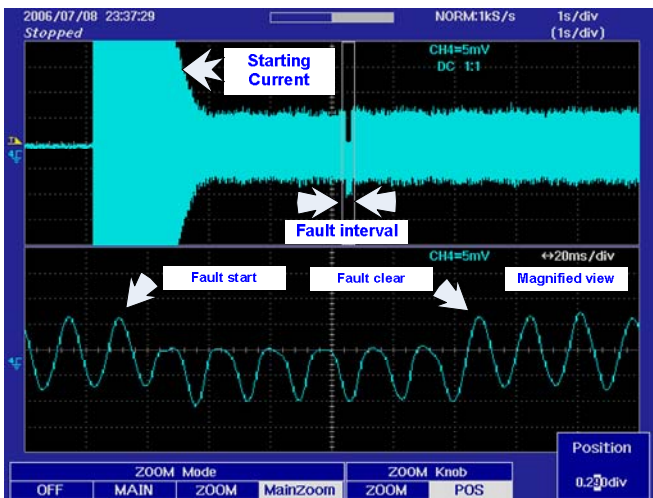 2006/07/08 23:37:29
NORM:1kS/s
1s/div
Stopped
(1s/div)
CH4=5mV
DC 1:1
Starting
Current
Fault interval
CH4=5mV
↔20ms/div
Fault start
Fault clear
Magnified view
Position
0.290div
ZOOM Mode
ZOOM Knob
OFF
MAIN
ZOOM
MainZoom
ZOOM
POS